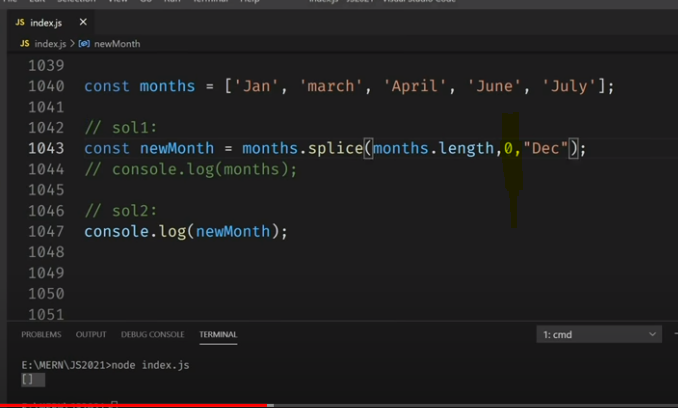 index.js
index.js > newMonth
1039
1040 const months = ['Jan', 'march', 'April', 'June', 'July'];
1041
1042 // sol1:
1043 const newMonth = months.splice(months.length,0,"Dec");
1044 // console.log(months);
1045
1046 // sol2:
1047 console.log(newMonth);
1048
1049
1050
1051
PROBLEMS OUTPUT DEBUG CONSOLE TERMINAL 1: cmd
E:\MERN\JS2021>node index.js
[]